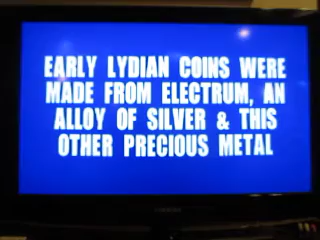 EARLY LYDIAN COINS WERE
MADE FROM ELECTRUM, AN
ALLOY OF SILVER & THIS
OTHER PRECIOUS METAL